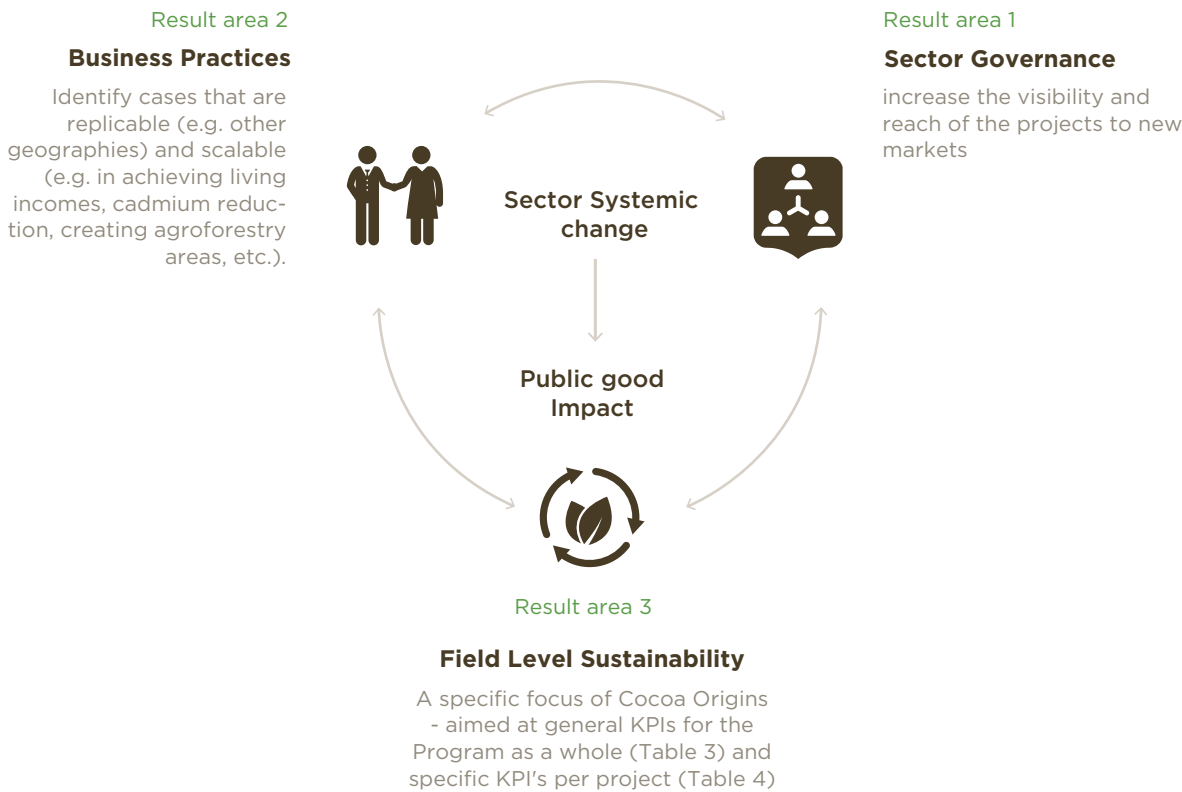 Result area 2
Business Practices
Identify cases that are
replicable (e.g. other
geographies) and scalable
(e.g. in achieving living
incomes, cadmium reduc-
tion, creating agroforestry
areas, etc.).
Result area 1
Sector Governance
increase the visibility and
reach of the projects to new
markets
Sector Systemic
change
Public good
Impact
Result area 3
Field Level Sustainability
A specific focus of Cocoa Origins
- aimed at general KPIs for the
Program as a whole (Table 3) and
specific KPI's per project (Table 4)